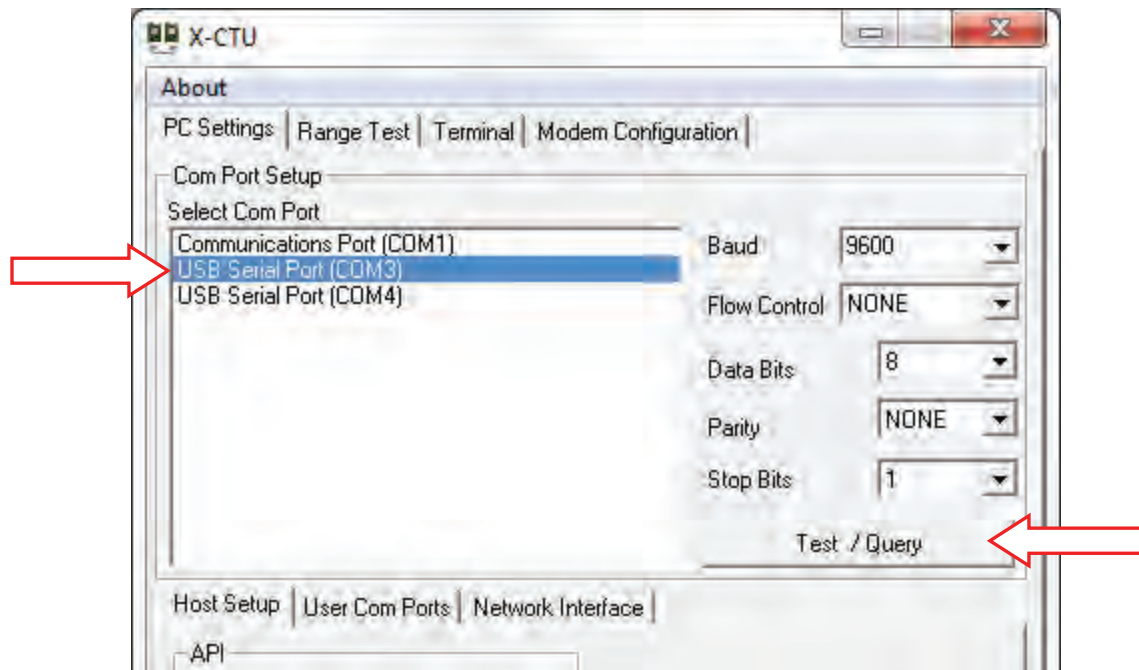 X-CTU
About
PC Settings Range Test Terminal Modem Configuration
Com Port Setup
Select Com Port
Communications Port (COM1)
USB Serial Port (COM3)
USB Serial Port (COM4)
Baud 9600
Flow Control NONE
Data Bits 8
Parity NONE
Stop Bits 1
Test / Query
Host Setup User Com Ports Network Interface
API